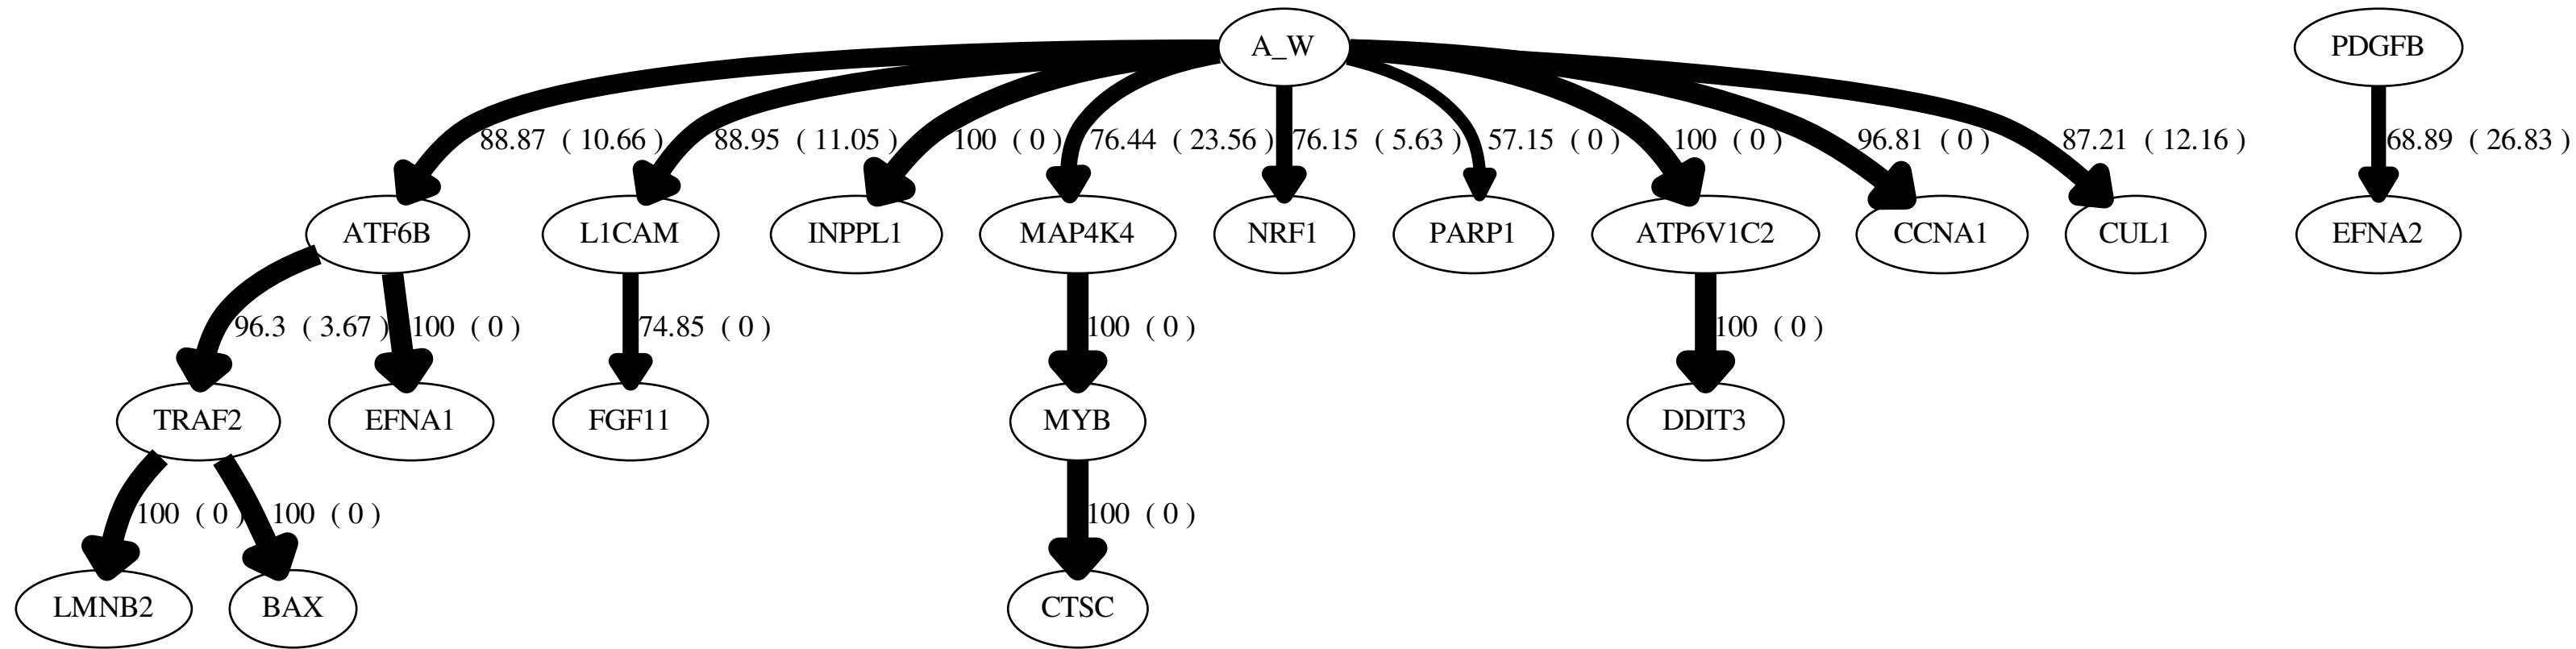 A_W PDGFB
88.87 ( 10.66 ) 88.95 ( 11.05 ) 100 ( 0 ) 76.44 ( 23.56 ) 76.15 ( 5.63 ) 57.15 ( 0 ) 100 ( 0 ) 96.81 ( 0 ) 87.21 ( 12.16 ) 68.89 ( 26.83 )
ATF6B L1CAM INPPL1 MAP4K4 NRF1 PARP1 ATP6V1C2 CCNA1 CUL1 EFNA2
96.3 ( 3.67 ) 100 ( 0 ) 74.85 ( 0 ) 100 ( 0 ) 100 ( 0 )
TRAF2 EFNA1 FGF11 MYB DDIT3
100 ( 0 ) 100 ( 0 ) 100 ( 0 )
LMNB2 BAX CTSC